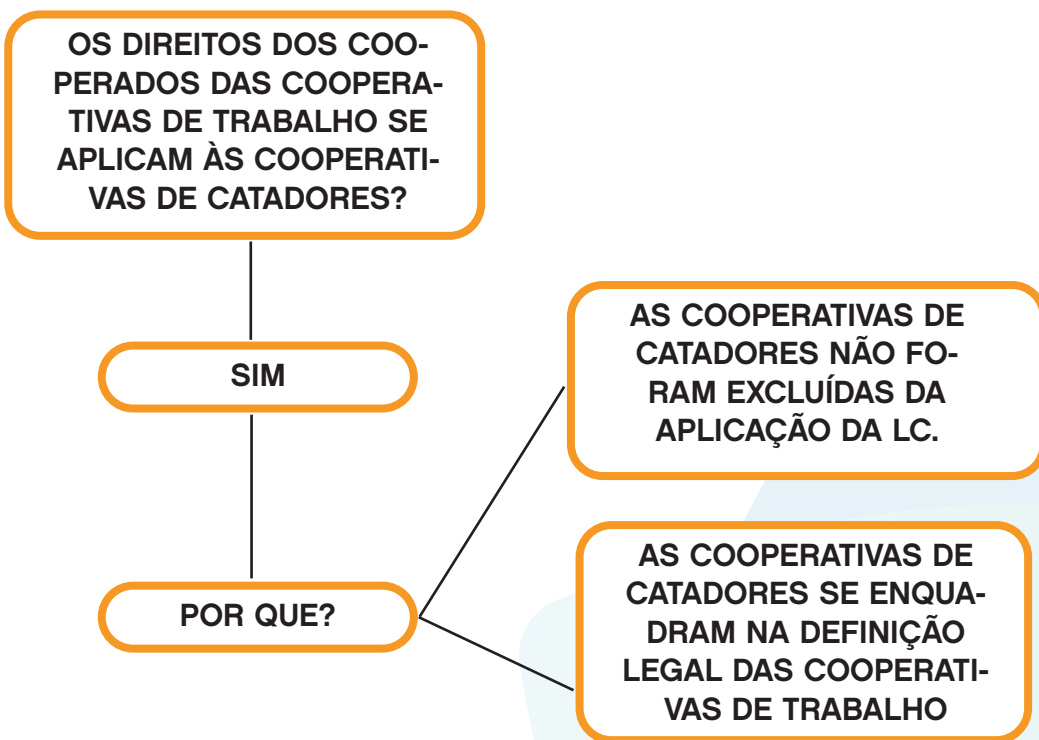 OS DIREITOS DOS COO-
PERADOS DAS COOPERA-
TIVAS DE TRABALHO SE
APLICAM ÀS COOPERATI-
VAS DE CATADORES?
SIM
POR QUE?
AS COOPERATIVAS DE
CATADORES NÃO FO-
RAM EXCLUÍDAS DA
APLICAÇÃO DA LC.
AS COOPERATIVAS DE
CATADORES SE ENQUA-
DRAM NA DEFINIÇÃO
LEGAL DAS COOPERATI-
VAS DE TRABALHO